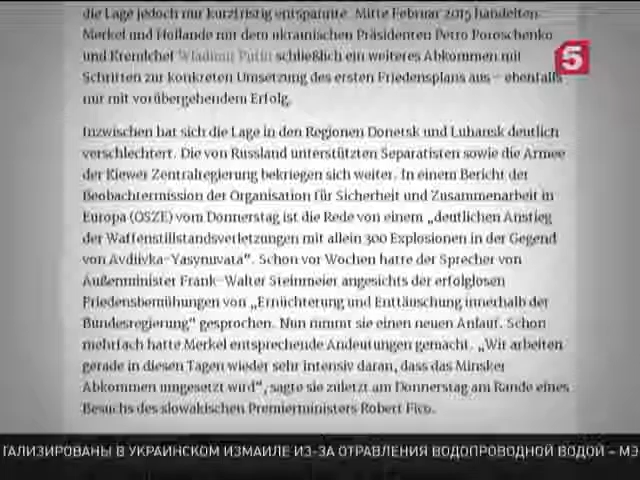 die Lage jedoch nur kurzfristig entspannte. Mitte Februar 2015 handelten
Merkel und Hollande mit dem ukrainischen Präsidenten Petro Poroschenko
und Kremlchef Wladimir Putin schließlich ein weiteres Abkommen mit
5
Schritten zur konkreten Umsetzung des ersten Friedensplans aus – ebenfalls
nur mit vorübergehendem Erfolg.
Inzwischen hat sich die Lage in den Regionen Donetsk und Luhansk deutlich
verschlechtert. Die von Russland unterstützten Separatisten sowie die Armee
der Kiewer Zentralregierung bekriegen sich weiter. In einem Bericht der
Beobachtermission der Organisation für Sicherheit und Zusammenarbeit in
Europa (OSZE) vom Donnerstag ist die Rede von einem „deutlichen Anstieg
der Waffenstillstandsverletzungen mit allein 300 Explosionen in der Gegend
von Avdiivka-Yasynuvata“. Schon vor Wochen hatte der Sprecher von
Außenminister Frank-Walter Steinmeier angesichts der erfolglosen
Friedensbemühungen von „Ernüchterung und Enttäuschung innerhalb der
Bundesregierung“ gesprochen. Nun nimmt sie einen neuen Anlauf. Schon
mehrfach hatte Merkel entsprechende Andeutungen gemacht. „Wir arbeiten
gerade in diesen Tagen wieder sehr intensiv daran, dass das Minsker
Abkommen umgesetzt wird“, sagte sie zuletzt am Donnerstag am Rande eines
Besuchs des slowakischen Premierministers Robert Fico.
ГАЛИЗИРОВАНЫ В УКРАИНСКОМ ИЗМАИЛЕ ИЗ-ЗА ОТРАВЛЕНИЯ ВОДОПРОВОДНОЙ ВОДОЙ – МЭ